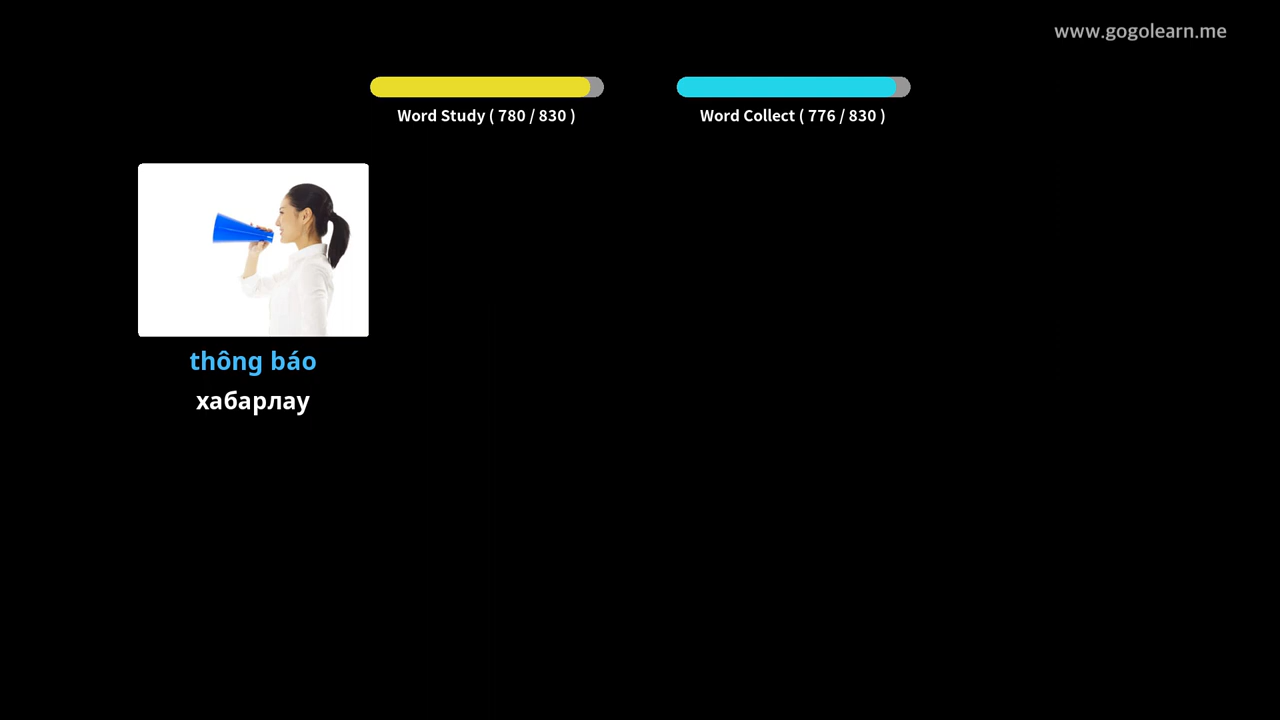 www.gogolearn.me
Word Study ( 780 / 830 )
Word Collect ( 776 / 830 )
thông báo
хабарлау